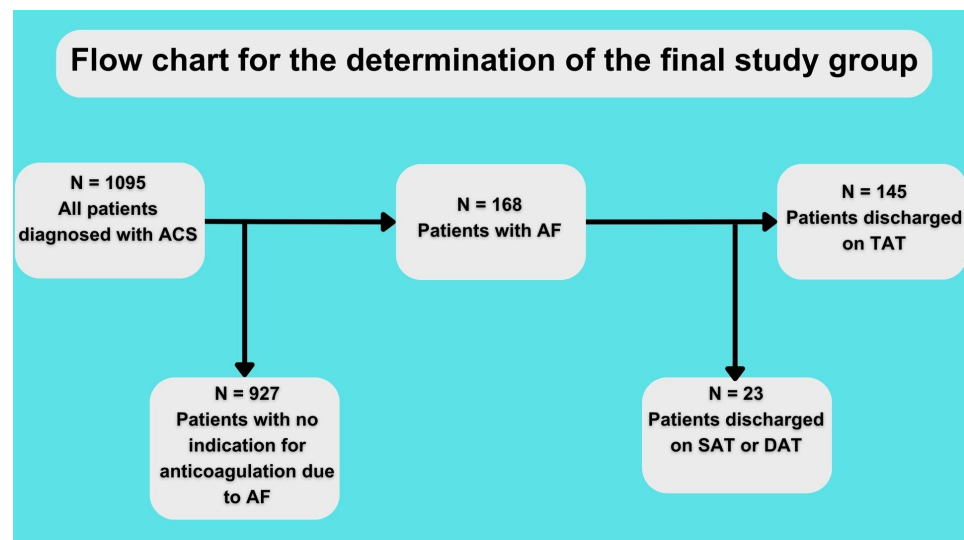 Flow chart for the determination of the final study group
N = 1095
All patients
diagnosed with ACS
N = 168
Patients with AF
N = 145
Patients discharged
on TAT
N = 927
Patients with no
indication for
anticoagulation due
to AF
N = 23
Patients discharged
on SAT or DAT